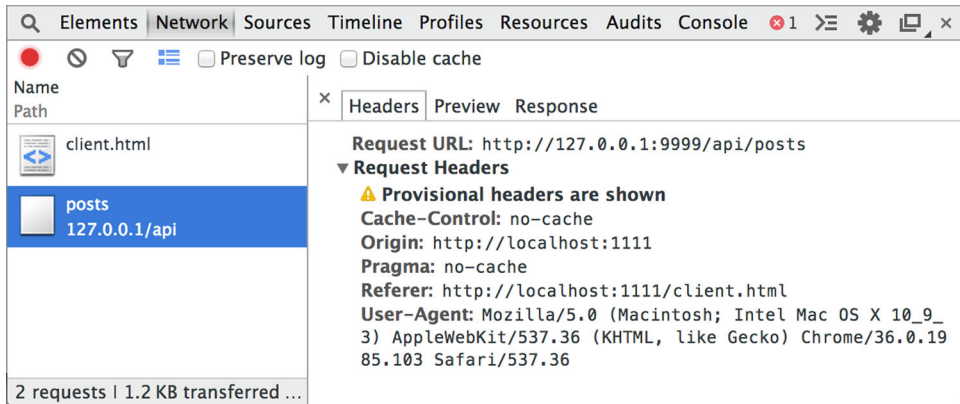 Elements Network Sources Timeline Profiles Resources Audits Console 1
Preserve log Disable cache
Name
Path
client.html
posts
127.0.0.1/api
2 requests | 1.2 KB transferred ...
× Headers Preview Response
Request URL: http://127.0.0.1:9999/api/posts
Request Headers
Provisional headers are shown
Cache-Control: no-cache
Origin: http://localhost:1111
Pragma: no-cache
Referer: http://localhost:1111/client.html
User-Agent: Mozilla/5.0 (Macintosh; Intel Mac OS X 10_9_
3) AppleWebKit/537.36 (KHTML, like Gecko) Chrome/36.0.19
85.103 Safari/537.36